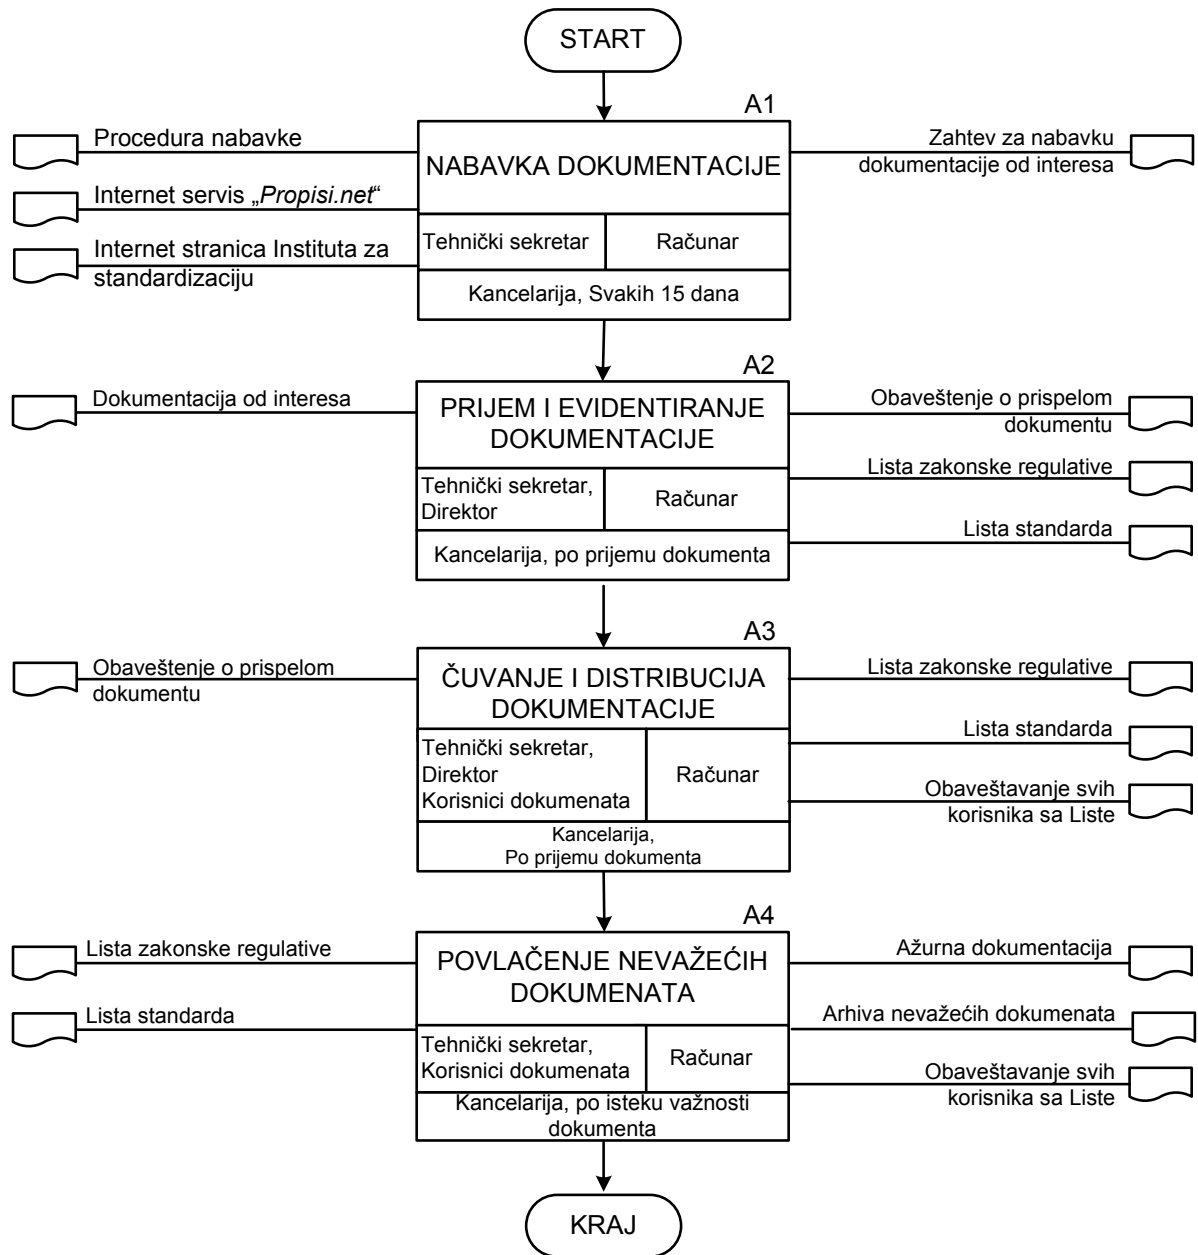 START
A1
Procedura nabavke
Internet servis „Propisi.net“
Internet stranica Instituta za
standardizaciju
NABAVKA DOKUMENTACIJE
Tehnički sekretar
Računar
Kancelarija, Svakih 15 dana
Zahtev za nabavku
dokumentacije od interesa
A2
Dokumentacija od interesa
PRIJEM I EVIDENTIRANJE
DOKUMENTACIJE
Tehnički sekretar,
Direktor
Računar
Kancelarija, po prijemu dokumenta
Obaveštenje o prispelom
dokumentu
Lista zakonske regulative
Lista standarda
A3
Obaveštenje o prispelom
dokumentu
ČUVANJE I DISTRIBUCIJA
DOKUMENTACIJE
Tehnički sekretar,
Direktor
Korisnici dokumenata
Računar
Kancelarija,
Po prijemu dokumenta
Lista zakonske regulative
Lista standarda
Obaveštavanje svih
korisnika sa Liste
A4
Lista zakonske regulative
Lista standarda
POVLAČENJE NEVAŽEĆIH
DOKUMENATA
Tehnički sekretar,
Korisnici dokumenata
Računar
Kancelarija, po isteku važnosti
dokumenta
Ažurna dokumentacija
Arhiva nevažećih dokumenata
Obaveštavanje svih
korisnika sa Liste
KRAJ